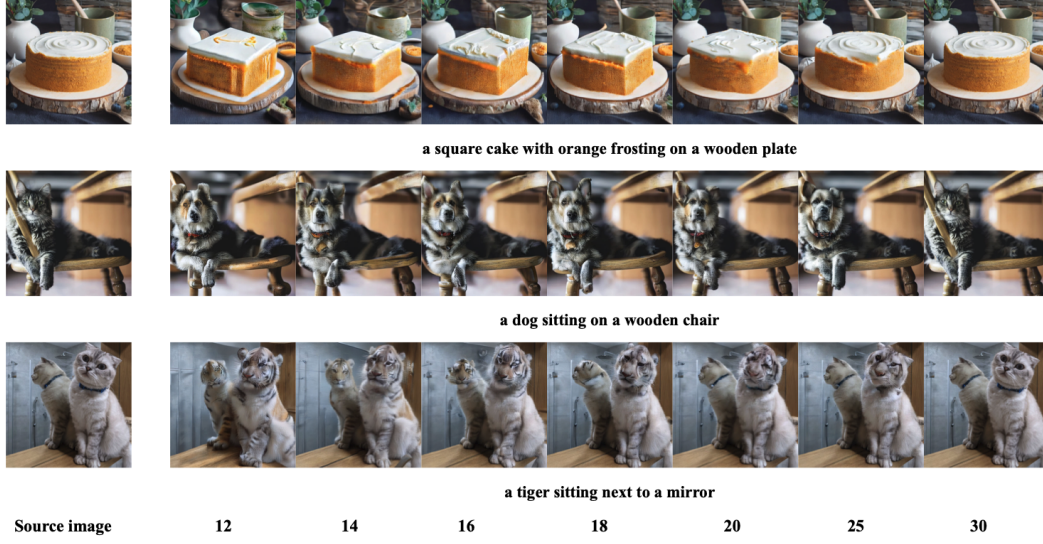 a square cake with orange frosting on a wooden plate
a dog sitting on a wooden chair
a tiger sitting next to a mirror
Source image 12 14 16 18 20 25 30